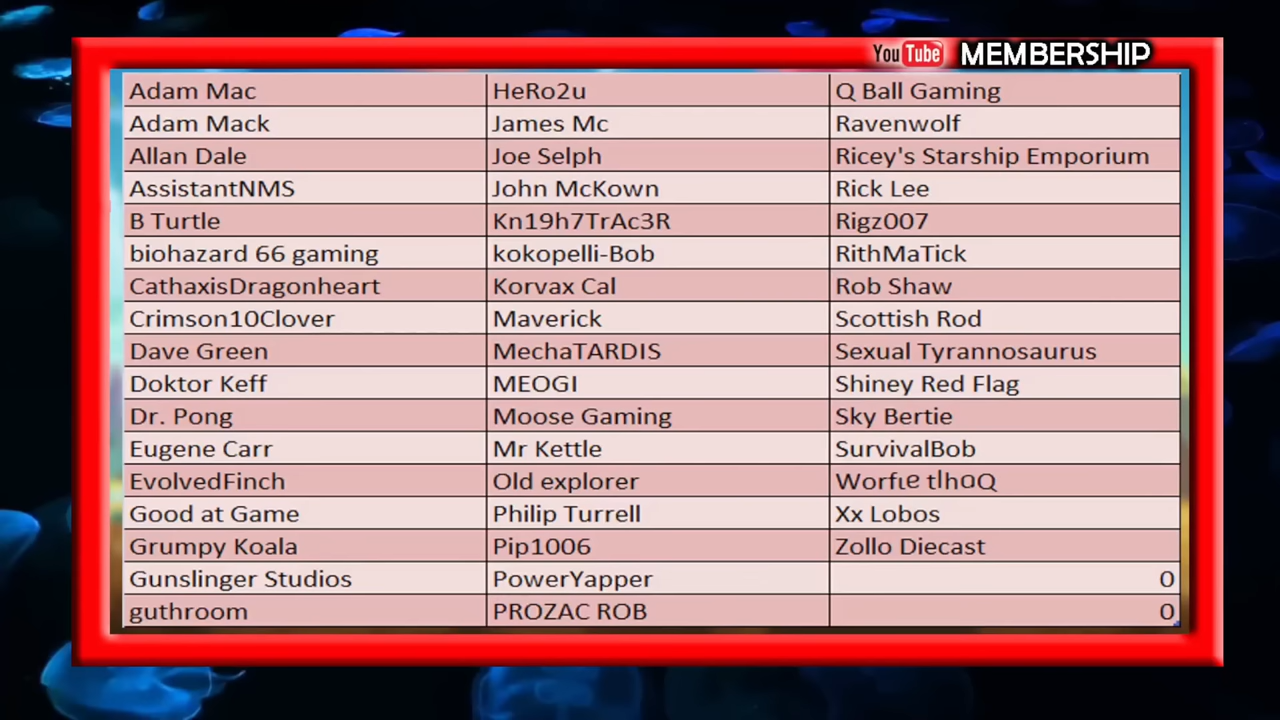 You Tube MEMBERSHIP
Adam Mac HeRo2u Q Ball Gaming
Adam Mack James Mc Ravenwolf
Allan Dale Joe Selph Ricey's Starship Emporium
AssistantNMS John McKown Rick Lee
B Turtle Kn19h7TrAc3R Rigz007
biohazard 66 gaming kokopelli-Bob RithMaTick
CathaxisDragonheart Korvax Cal Rob Shaw
Crimson10Clover Maverick Scottish Rod
Dave Green MechaTARDIS Sexual Tyrannosaurus
Doktor Keff MEOGI Shiney Red Flag
Dr. Pong Moose Gaming Sky Bertie
Eugene Carr Mr Kettle SurvivalBob
EvolvedFinch Old explorer
Good at Game Philip Turrell Xx Lobos
Grumpy Koala Pip1006 Zollo Diecast
Gunslinger Studios PowerYapper 0
guthroom PROZAC ROB 0